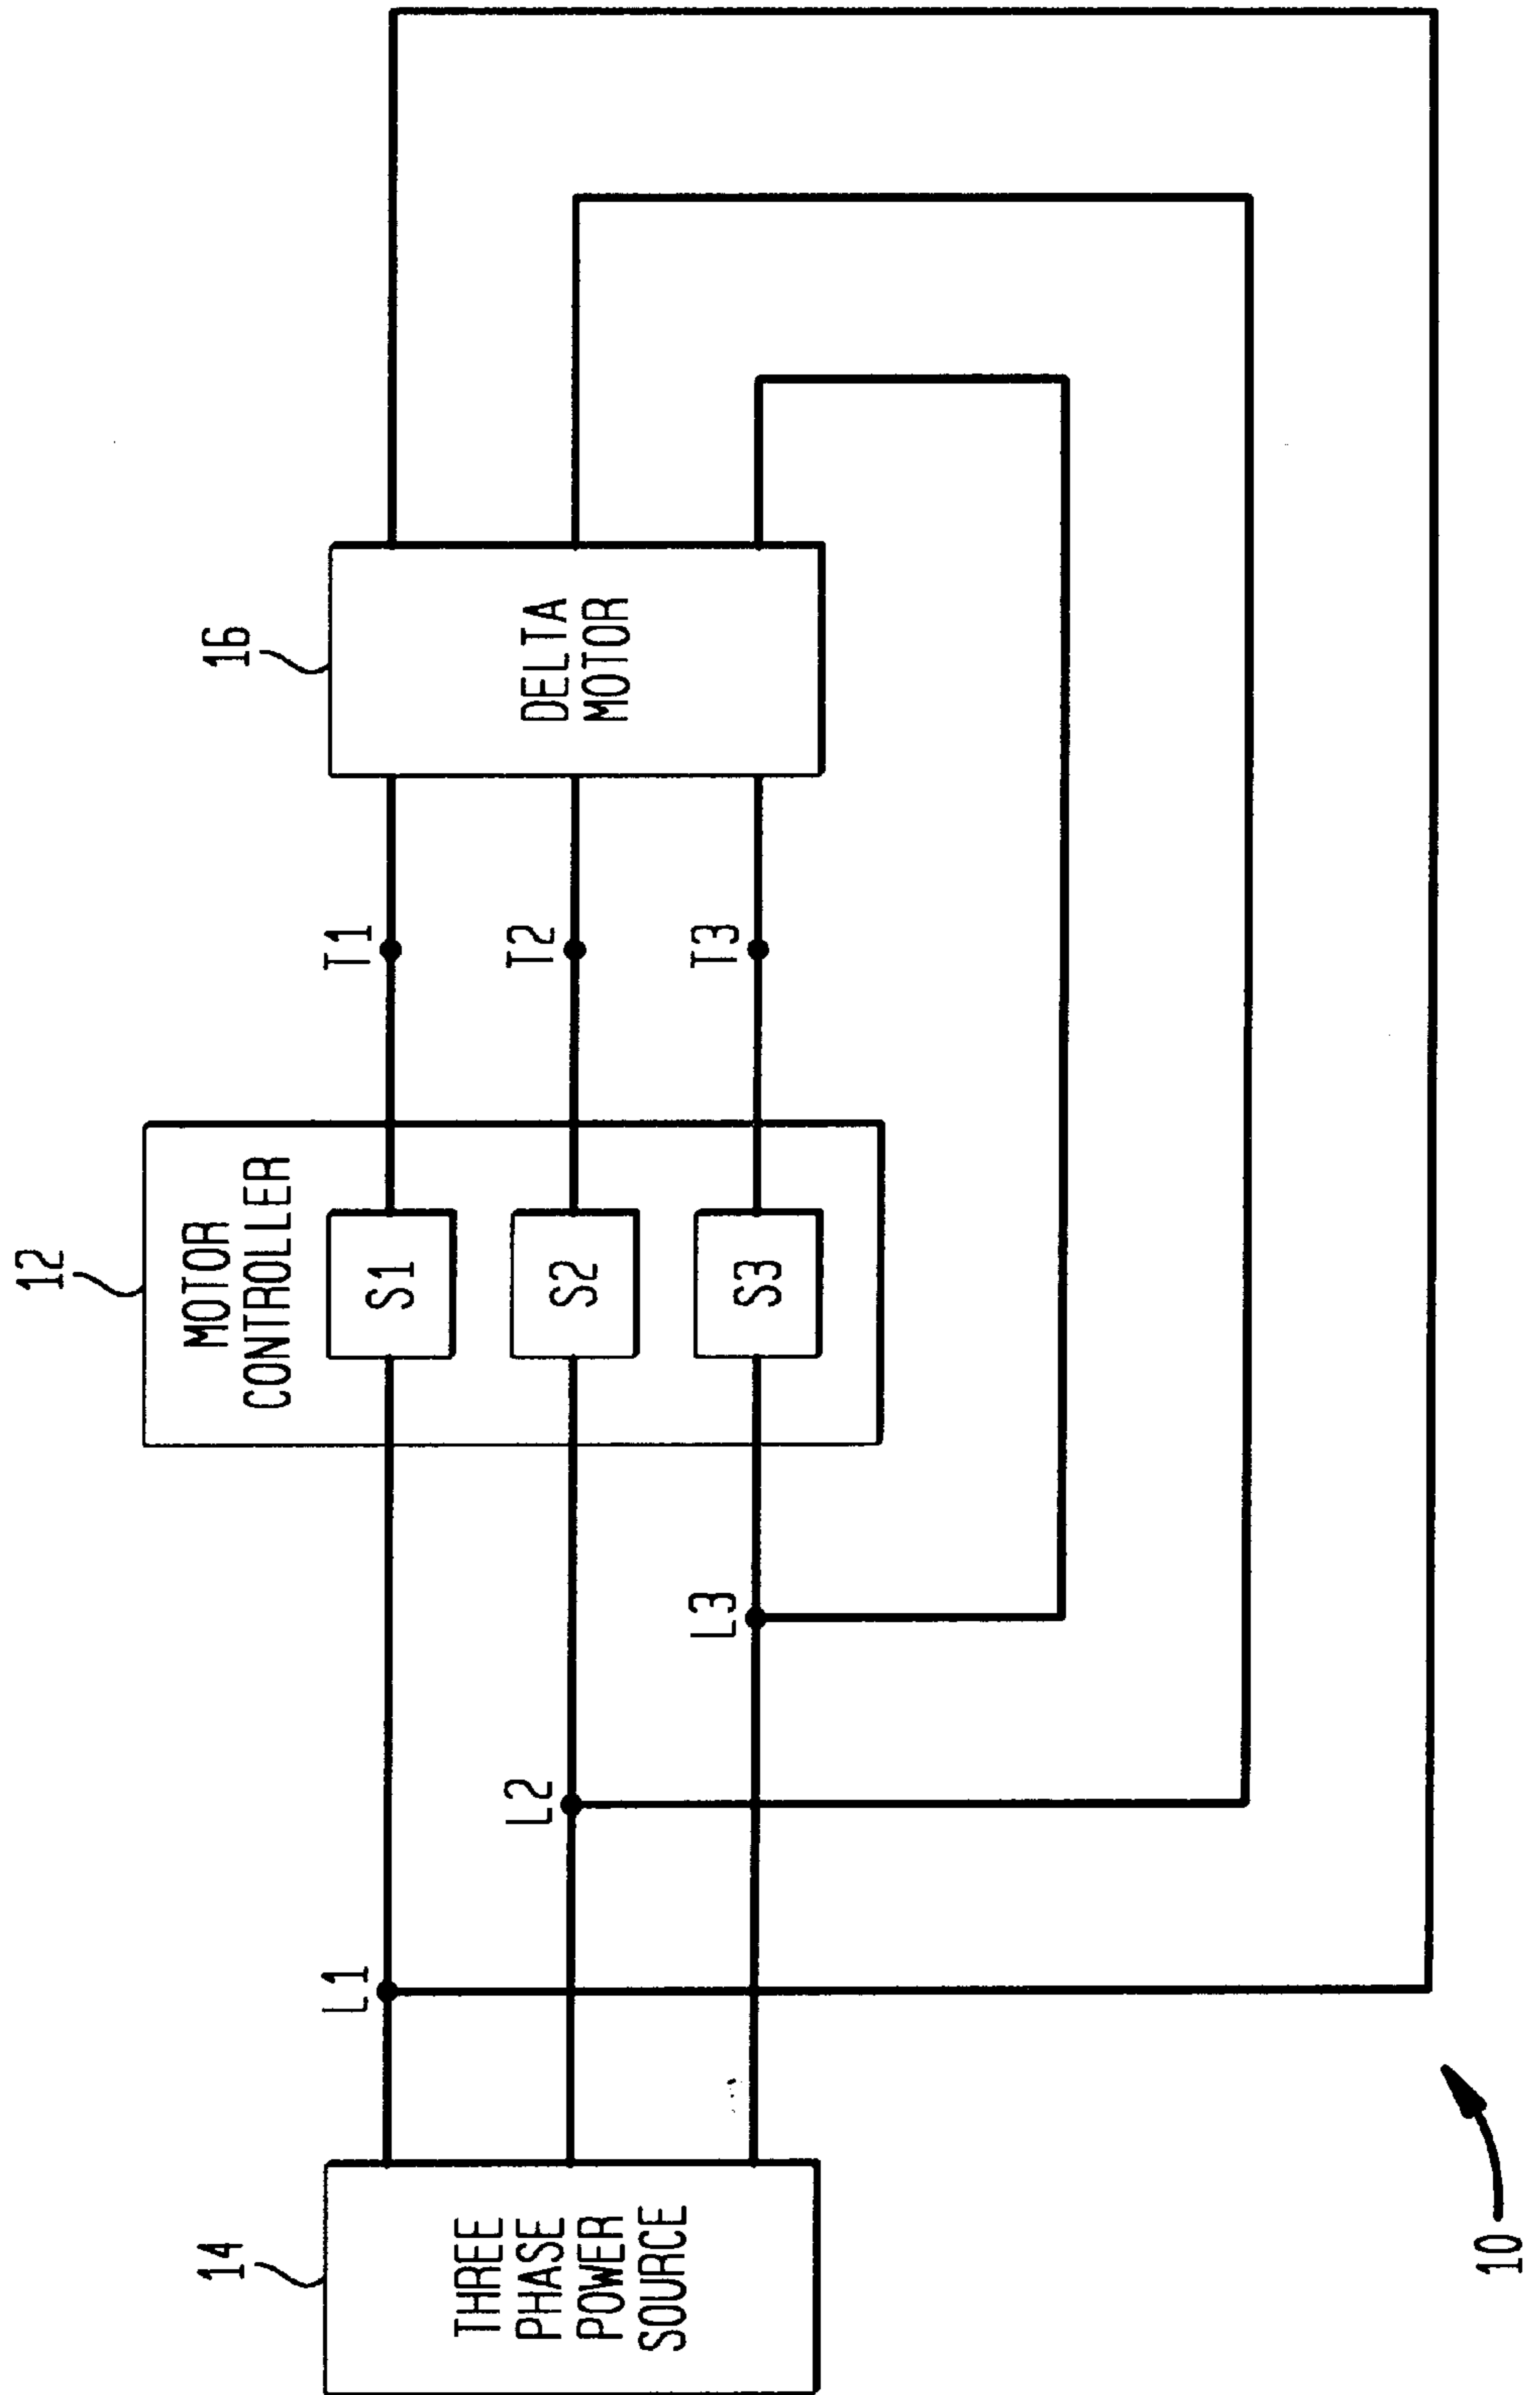 12
MOTOR
CONTROLLER
14
16
THREE
PHASE
POWER
SOURCE
L1
L2
L3
S1
S2
S3
T1
T2
T3
DELTA
MOTOR
10